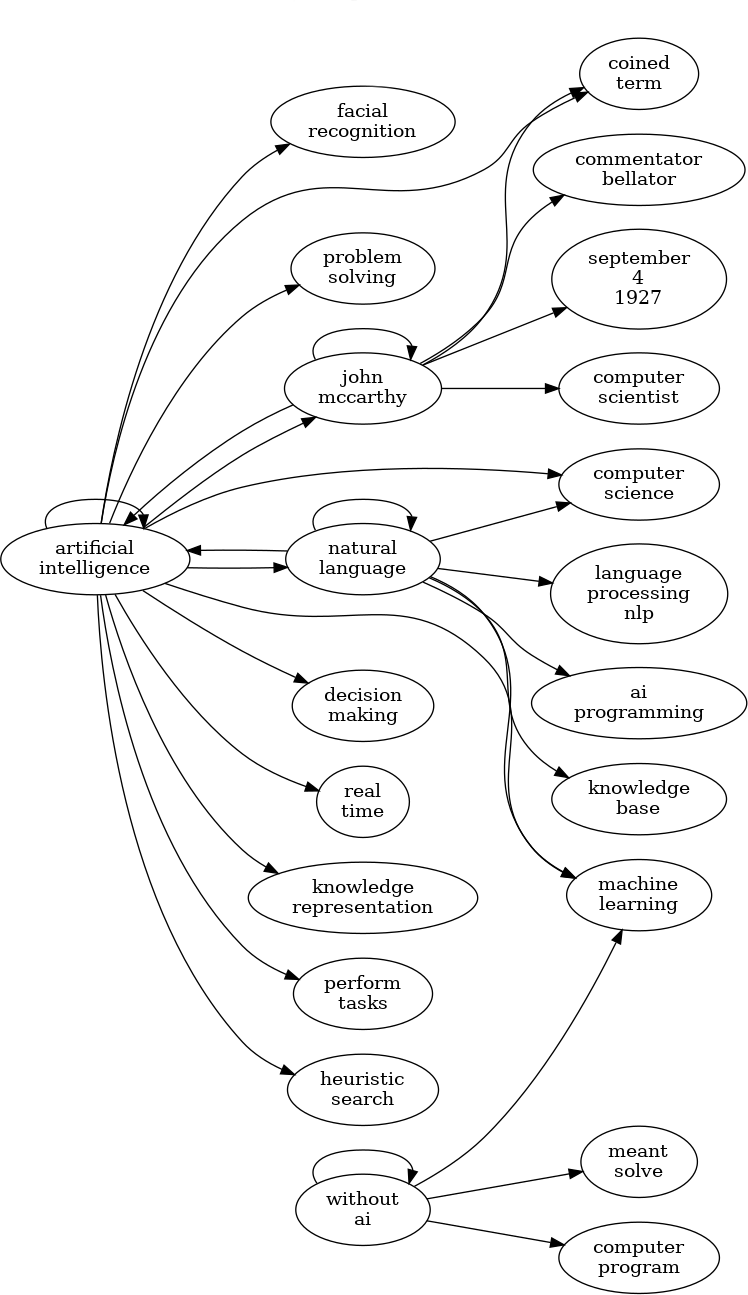 coined
term
facial
recognition
commentator
bellator
problem
solving
september
4
1927
john
mccarthy
computer
scientist
computer
science
artificial
intelligence
natural
language
language
processing
nlp
decision
making
ai
programming
real
time
knowledge
base
knowledge
representation
machine
learning
perform
tasks
heuristic
search
meant
solve
without
ai
computer
program